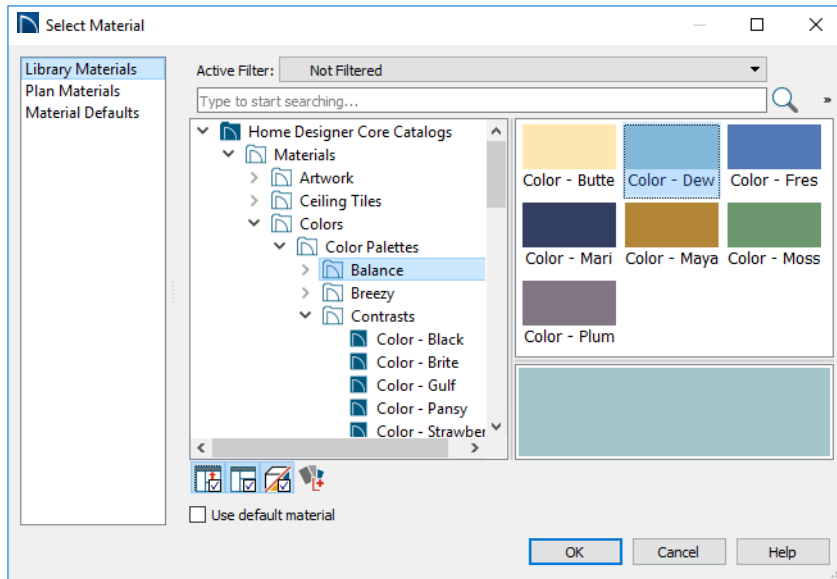 Select Material
Library Materials
Plan Materials
Material Defaults
Active Filter: Not Filtered
Type to start searching...
»
Home Designer Core Catalogs
Materials
Artwork
Ceiling Tiles
Colors
Color Palettes
Balance
Breezy
Contrasts
Color - Black
Color - Brite
Color - Gulf
Color - Pansy
Color - Strawber
Color - Butte Color - Dew Color - Fres
Color - Mari Color - Maya Color - Moss
Color - Plum
Use default material
OK Cancel Help